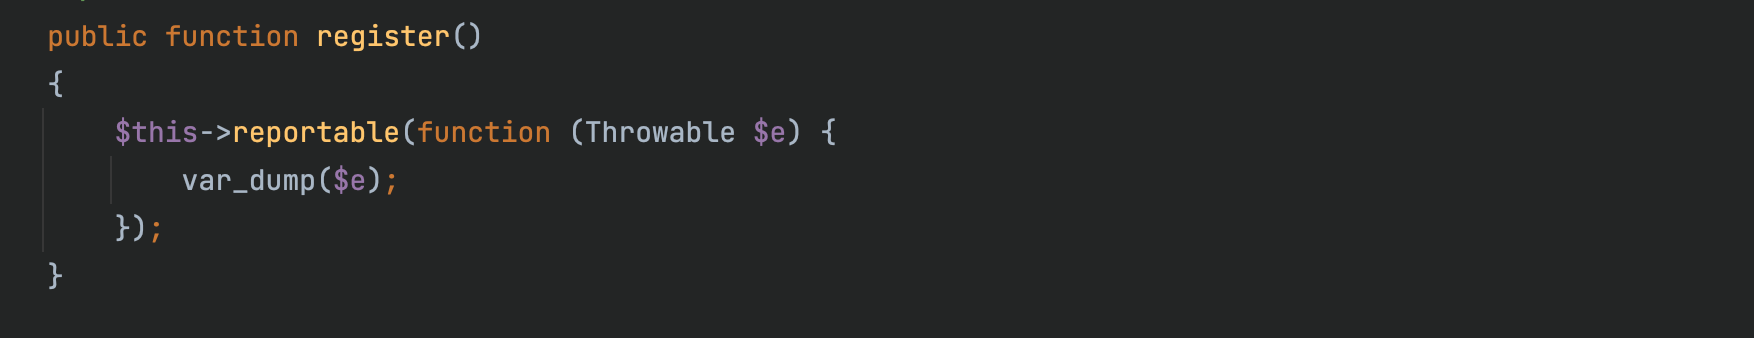 public function register()
{
    $this->reportable(function (Throwable $e) {
        var_dump($e);
    });
}